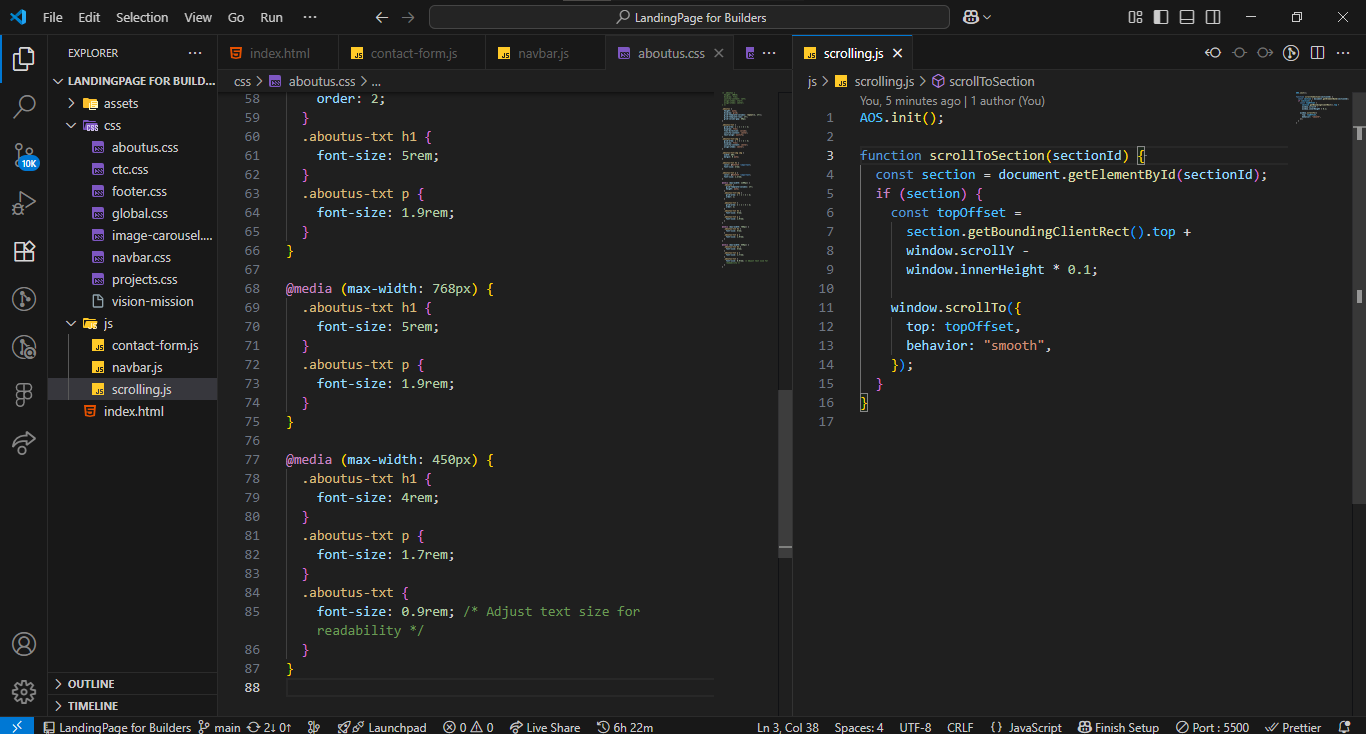 File Edit Selection View Go Run ···
LandingPage for Builders
EXPLORER ···
LANDINGPAGE FOR BUILD...
assets
css
aboutus.css
ctc.css
footer.css
global.css
image-carousel....
navbar.css
projects.css
vision-mission
js
contact-form.js
navbar.js
scrolling.js
index.html
OUTLINE
TIMELINE
10K
index.html contact-form.js navbar.js aboutus.css ···
css > aboutus.css > ...
58 order: 2;
59 }
60 .aboutus-txt h1 {
61 font-size: 5rem;
62 }
63 .aboutus-txt p {
64 font-size: 1.9rem;
65 }
66 }
67
68 @media (max-width: 768px) {
69 .aboutus-txt h1 {
70 font-size: 5rem;
71 }
72 .aboutus-txt p {
73 font-size: 1.9rem;
74 }
75 }
76
77 @media (max-width: 450px) {
78 .aboutus-txt h1 {
79 font-size: 4rem;
80 }
81 .aboutus-txt p {
82 font-size: 1.7rem;
83 }
84 .aboutus-txt {
85 font-size: 0.9rem; /* Adjust text size for
readability */
86 }
87 }
88
scrolling.js ···
js > scrolling.js > scrollToSection
You, 5 minutes ago | 1 author (You)
1 AOS.init();
2
3 function scrollToSection(sectionId) {
4 const section = document.getElementById(sectionId);
5 if (section) {
6 const topOffset =
7 section.getBoundingClientRect().top +
8 window.scrollY -
9 window.innerHeight * 0.1;
10
11 window.scrollTo({
12 top: topOffset,
13 behavior: "smooth",
14 });
15 }
16 }
17
LandingPage for Builders main 2↓ 0↑ Launchpad 0 0 Live Share 6h 22m Ln 3, Col 38 Spaces: 4 UTF-8 CRLF {} JavaScript Finish Setup Port : 5500 Prettier